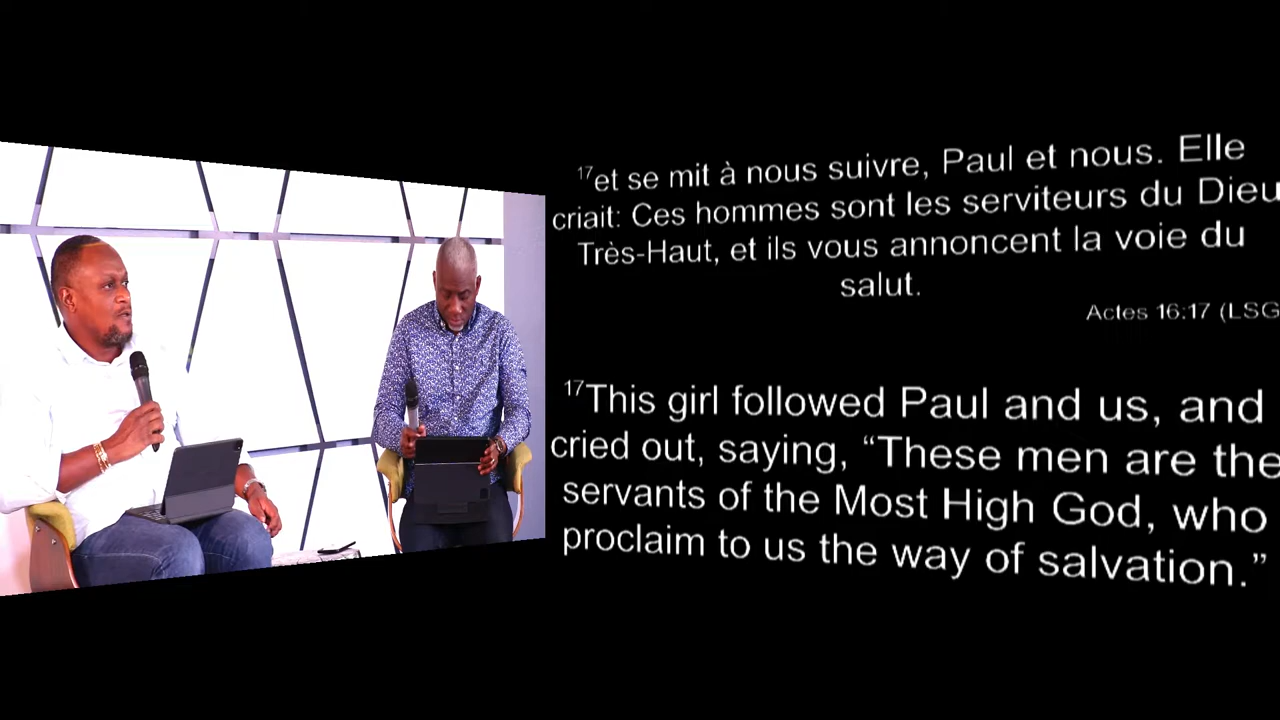 17et se mit à nous suivre, Paul et nous. Elle
criait: Ces hommes sont les serviteurs du Dieu
Très-Haut, et ils vous annoncent la voie du
salut.
Actes 16:17 (LSG
17This girl followed Paul and us, and
cried out, saying, “These men are the
servants of the Most High God, who
proclaim to us the way of salvation.”